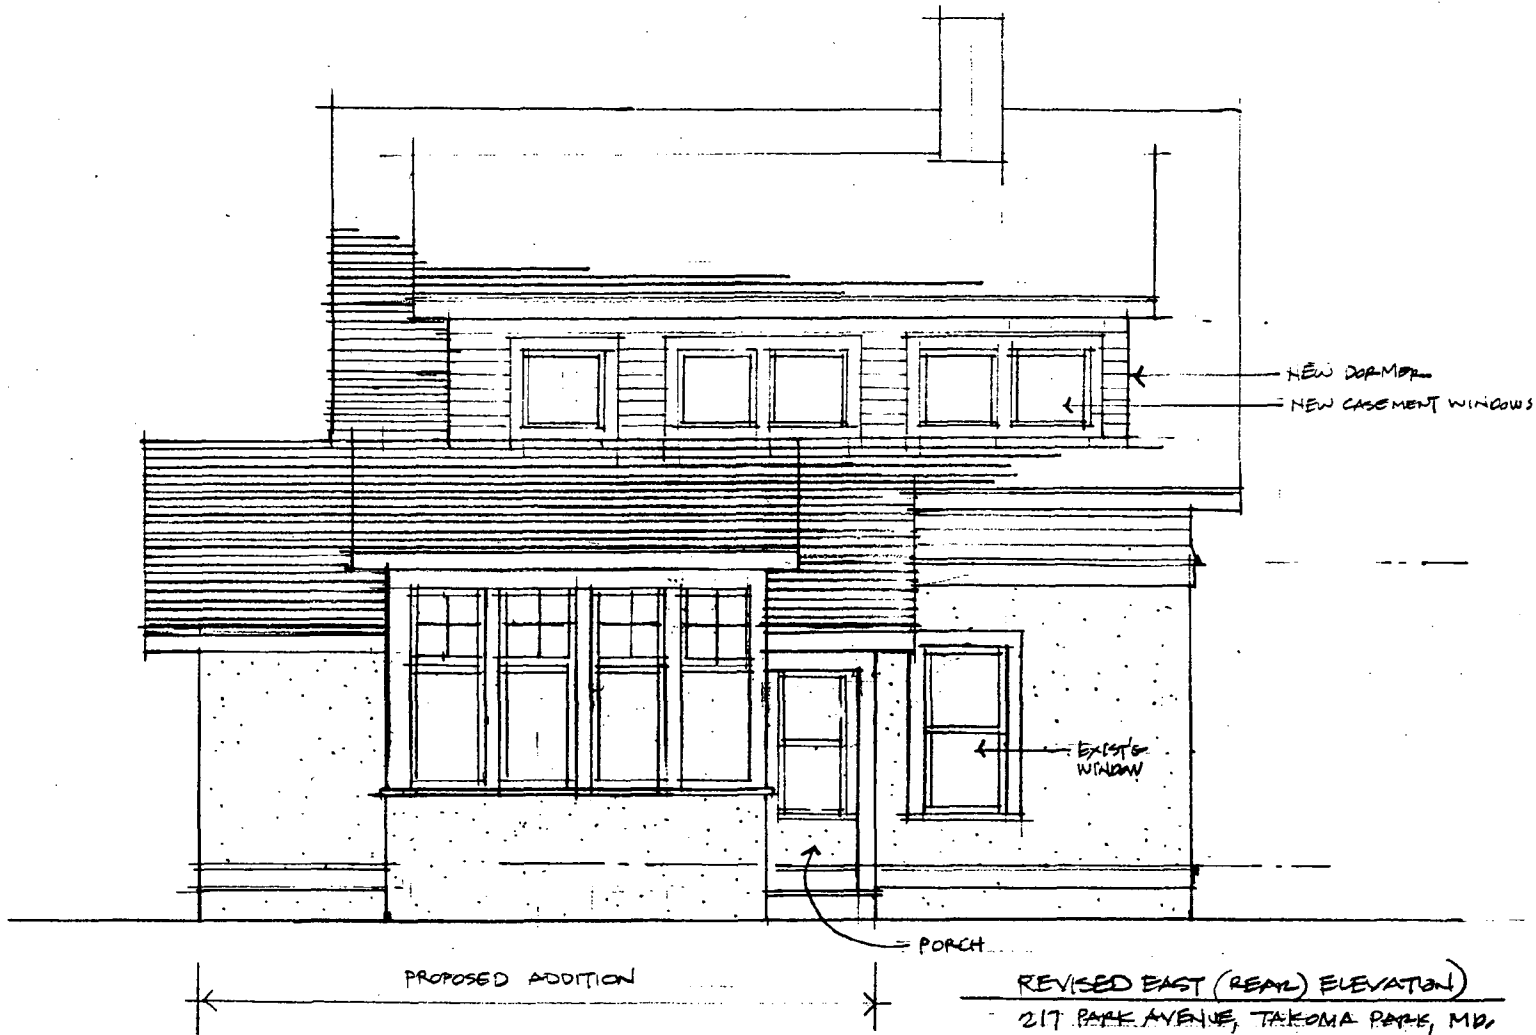 NEW DORMER
NEW CASEMENT WINDOWS
EXIST'G
WINDOW
PORCH
PROPOSED ADDITION
REVISED EAST (REAR) ELEVATION)
217 PARK AVENUE, TAKOMA PARK, MD.